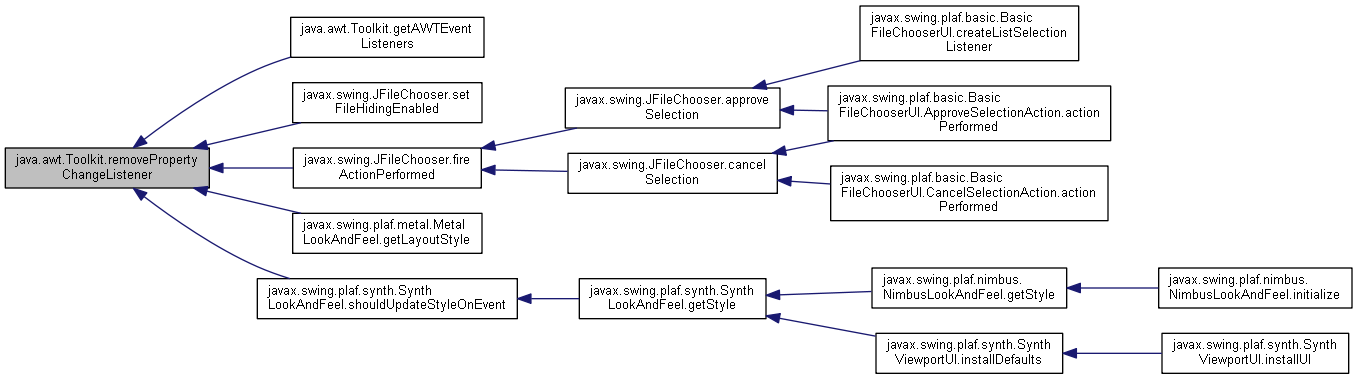 java.awt.Toolkit.removeProperty
ChangeListener
java.awt.Toolkit.getAWTEvent
Listeners
javax.swing.JFileChooser.set
FileHidingEnabled
javax.swing.JFileChooser.fire
ActionPerformed
javax.swing.plaf.metal.Metal
LookAndFeel.getLayoutStyle
javax.swing.plaf.synth.Synth
LookAndFeel.shouldUpdateStyleOnEvent
javax.swing.JFileChooser.approve
Selection
javax.swing.JFileChooser.cancel
Selection
javax.swing.plaf.synth.Synth
LookAndFeel.getStyle
javax.swing.plaf.basic.Basic
FileChooserUI.createListSelection
Listener
javax.swing.plaf.basic.Basic
FileChooserUI.ApproveSelectionAction.action
Performed
javax.swing.plaf.basic.Basic
FileChooserUI.CancelSelectionAction.action
Performed
javax.swing.plaf.nimbus.
NimbusLookAndFeel.getStyle
javax.swing.plaf.synth.Synth
ViewportUI.installDefaults
javax.swing.plaf.nimbus.
NimbusLookAndFeel.initialize
javax.swing.plaf.synth.Synth
ViewportUI.installUI